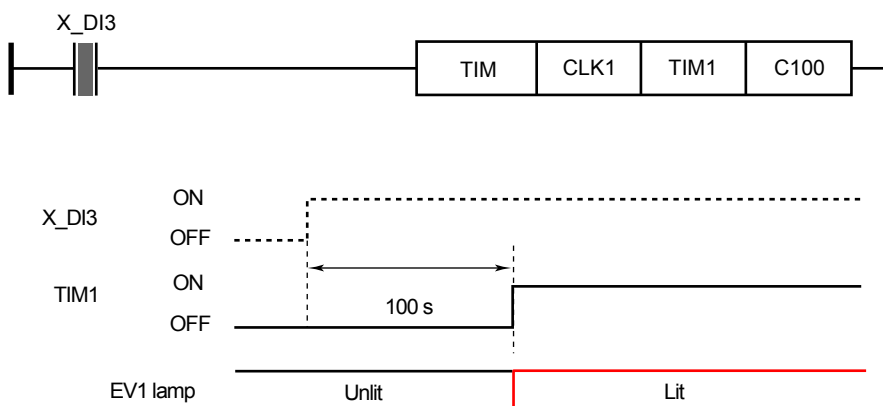 X_DI3
TIM CLK1 TIM1 C100
ON
X_DI3
OFF
ON
TIM1
100 s
OFF
EV1 lamp Unlit Lit